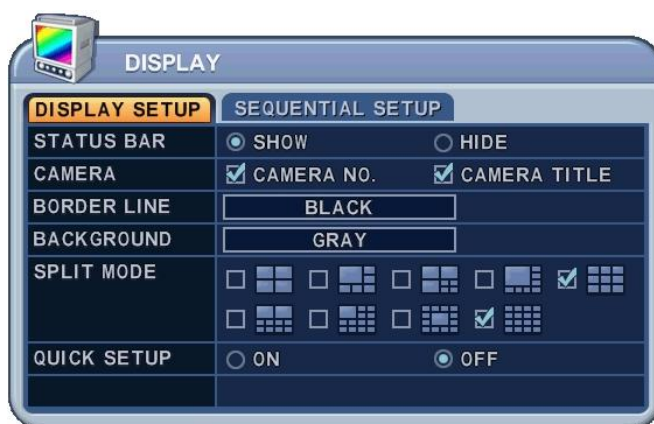 DISPLAY
DISPLAY SETUP SEQUENTIAL SETUP
STATUS BAR SHOW HIDE
CAMERA CAMERA NO. CAMERA TITLE
BORDER LINE BLACK
BACKGROUND GRAY
SPLIT MODE
QUICK SETUP ON OFF